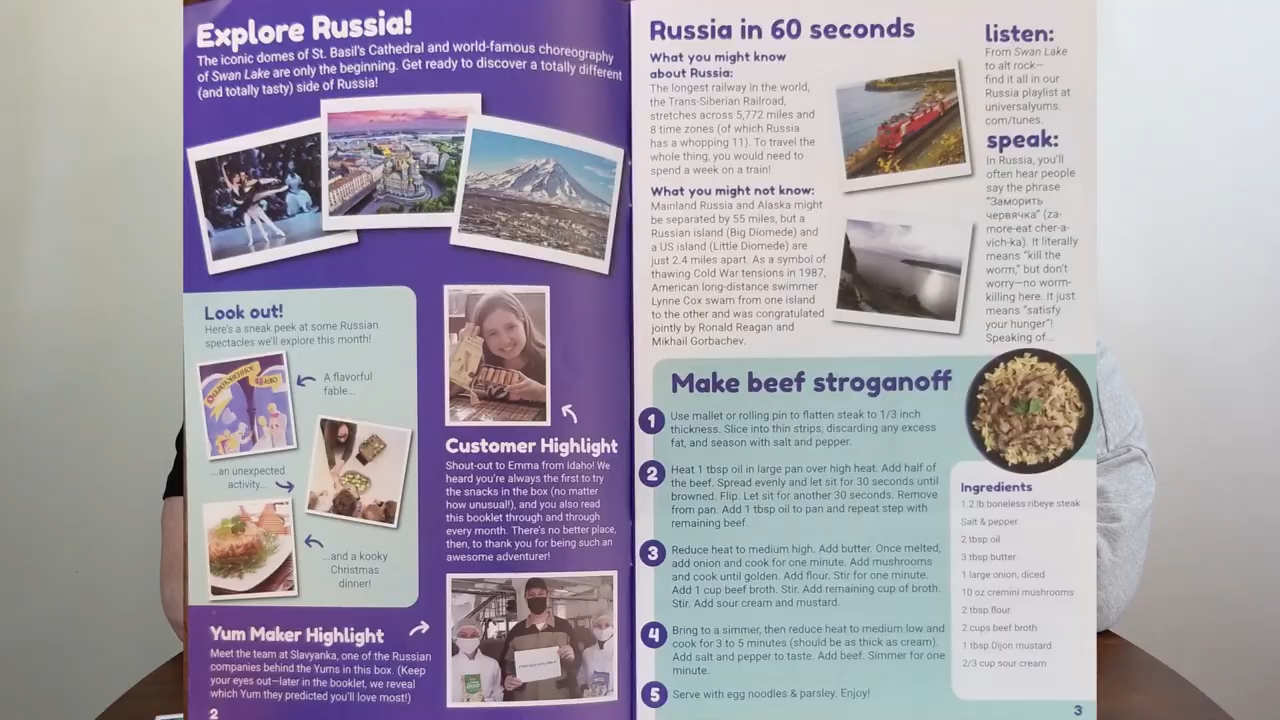 Explore Russia!
The iconic domes of St. Basil's Cathedral and world-famous choreography
of Swan Lake are only the beginning. Get ready to discover a totally different
(and totally tasty) side of Russia!
Look out!
Here's a sneak peek at some Russian
spectacles we'll explore this month!
A flavorful
fable...
...an unexpected
activity...
...and a kooky
Christmas
dinner!
Customer Highlight
Shout-out to Emma from Idaho! We
heard you're always the first to try
the snacks in the box (no matter
how unusual!), and you also read
this booklet through and through
every month. There's no better place,
then, to thank you for being such an
awesome adventurer!
Yum Maker Highlight
Meet the team at Slavyanka, one of the Russian
companies behind the Yums in this box. (Keep
your eyes out—later in the booklet, we reveal
which Yum they predicted you'll love most!)
2
Russia in 60 seconds
What you might know
about Russia:
The longest railway in the world,
the Trans-Siberian Railroad,
stretches across 5,772 miles and
8 time zones (of which Russia
has a whopping 11). To travel the
whole thing, you would need to
spend a week on a train!
What you might not know:
Mainland Russia and Alaska might
be separated by 55 miles, but a
Russian island (Big Diomede) and
a US island (Little Diomede) are
just 2.4 miles apart. As a symbol of
thawing Cold War tensions in 1987,
American long-distance swimmer
Lynne Cox swam from one island
to the other and was congratulated
jointly by Ronald Reagan and
Mikhail Gorbachev.
listen:
From Swan Lake
to alt rock—
find it all in our
Russia playlist at
universalyums.
com/tunes.
speak:
In Russia, you'll
often hear people
say the phrase
"Заморить
червячка" (za-
more-eat cher-a-
vich-ka). It literally
means "kill the
worm," but don't
worry—no worm-
killing here. It just
means "satisfy
your hunger"!
Speaking of...
Make beef stroganoff
1 Use mallet or rolling pin to flatten steak to 1/3 inch
thickness. Slice into thin strips, discarding any excess
fat, and season with salt and pepper.
2 Heat 1 tbsp oil in large pan over high heat. Add half of
the beef. Spread evenly and let sit for 30 seconds until
browned. Flip. Let sit for another 30 seconds. Remove
from pan. Add 1 tbsp oil to pan and repeat step with
remaining beef.
3 Reduce heat to medium high. Add butter. Once melted,
add onion and cook for one minute. Add mushrooms
and cook until golden. Add flour. Stir for one minute.
Add 1 cup beef broth. Stir. Add remaining cup of broth.
Stir. Add sour cream and mustard.
4 Bring to a simmer, then reduce heat to medium low and
cook for 3 to 5 minutes (should be as thick as cream).
Add salt and pepper to taste. Add beef. Simmer for one
minute.
5 Serve with egg noodles & parsley. Enjoy!
Ingredients
1.2 lb boneless ribeye steak
Salt & pepper
2 tbsp oil
3 tbsp butter
1 large onion, diced
10 oz cremini mushrooms
2 tbsp flour
2 cups beef broth
1 tbsp Dijon mustard
2/3 cup sour cream
3